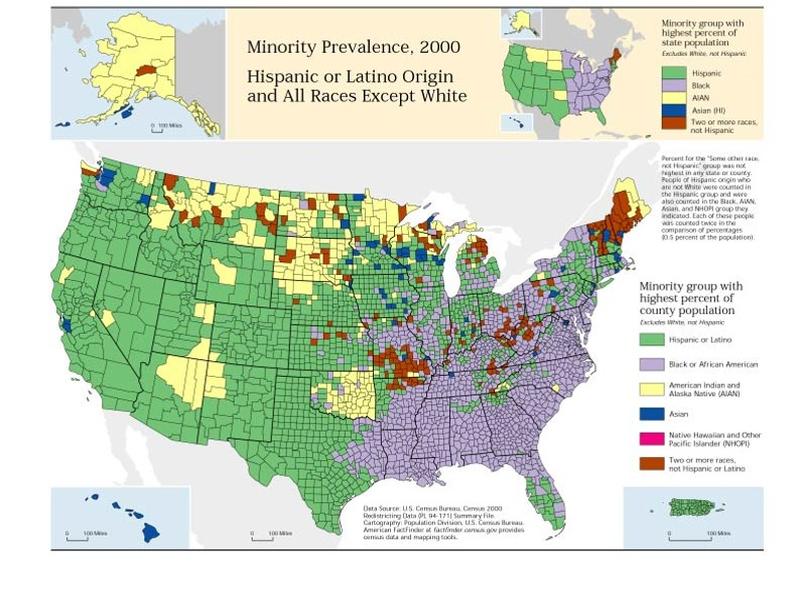 Minority Prevalence, 2000
Hispanic or Latino Origin
and All Races Except White
0 100 Miles
Minority group with
highest percent of
state population
Excludes White, not Hispanic
Hispanic
Black
AIAN
Asian (HI)
Two or more races,
not Hispanic
Percent for the "Some other race,
not Hispanic" group was not
highest in any state or county.
People of Hispanic origin who
are not White were counted in
the Hispanic group and were
also counted in the Black, AIAN,
Asian, and NHOPI group they
indicated. Each of these people
was counted twice in the
comparison of percentages
(0.5 percent of the population).
Minority group with
highest percent of
county population
Excludes White, not Hispanic
Hispanic or Latino
Black or African American
American Indian and
Alaska Native (AIAN)
Asian
Native Hawaiian and Other
Pacific Islander (NHOPI)
Two or more races,
not Hispanic or Latino
0 100 Miles
0 100 Miles
Data Source: U.S. Census Bureau, Census 2000
Redistricting Data (PL 94-171) Summary File.
Cartography: Population Division, U.S. Census Bureau.
American FactFinder at factfinder.census.gov provides
census data and mapping tools.
0 100 Miles